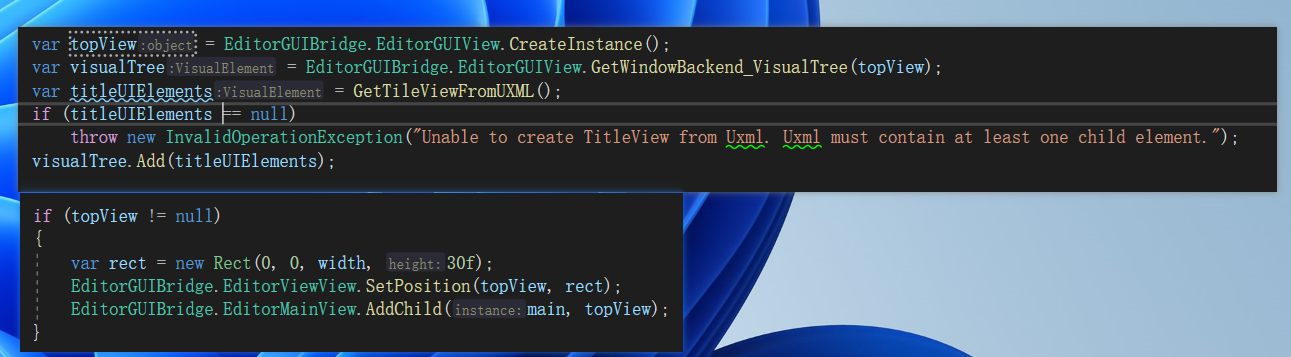 var topView:object = EditorGUIBridge.EditorGUIView.CreateInstance();
var visualTree:VisualElement = EditorGUIBridge.EditorGUIView.GetWindowBackend_VisualTree(topView);
var titleUIElements:VisualElement = GetTileViewFromUXML();
if (titleUIElements == null)
throw new InvalidOperationException("Unable to create TitleView from Uxml. Uxml must contain at least one child element.");
visualTree.Add(titleUIElements);
if (topView != null)
{
var rect = new Rect(0, 0, width, height:30f);
EditorGUIBridge.EditorViewView.SetPosition(topView, rect);
EditorGUIBridge.EditorMainView.AddChild(instance:main, topView);
}